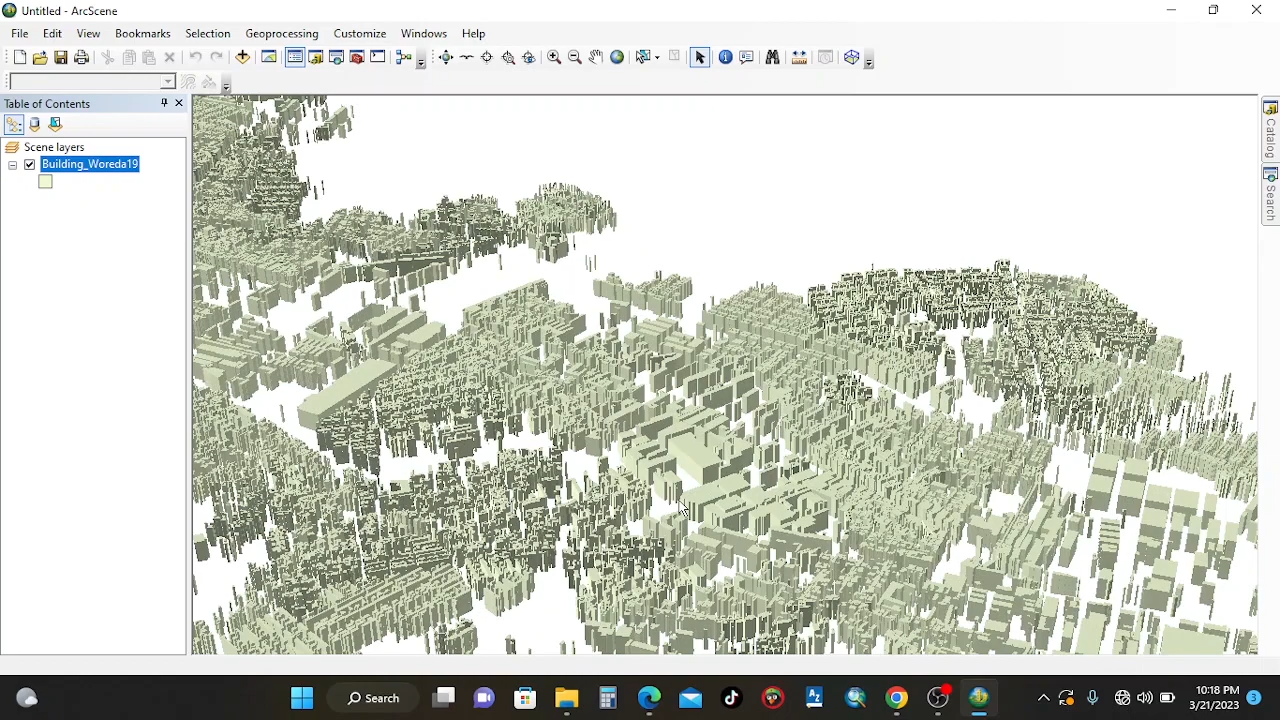 Untitled - ArcScene
File Edit View Bookmarks Selection Geoprocessing Customize Windows Help
Table of Contents
Scene layers
Building_Woreda19
Catalog
Search
Search
10:18 PM
3/21/2023
3